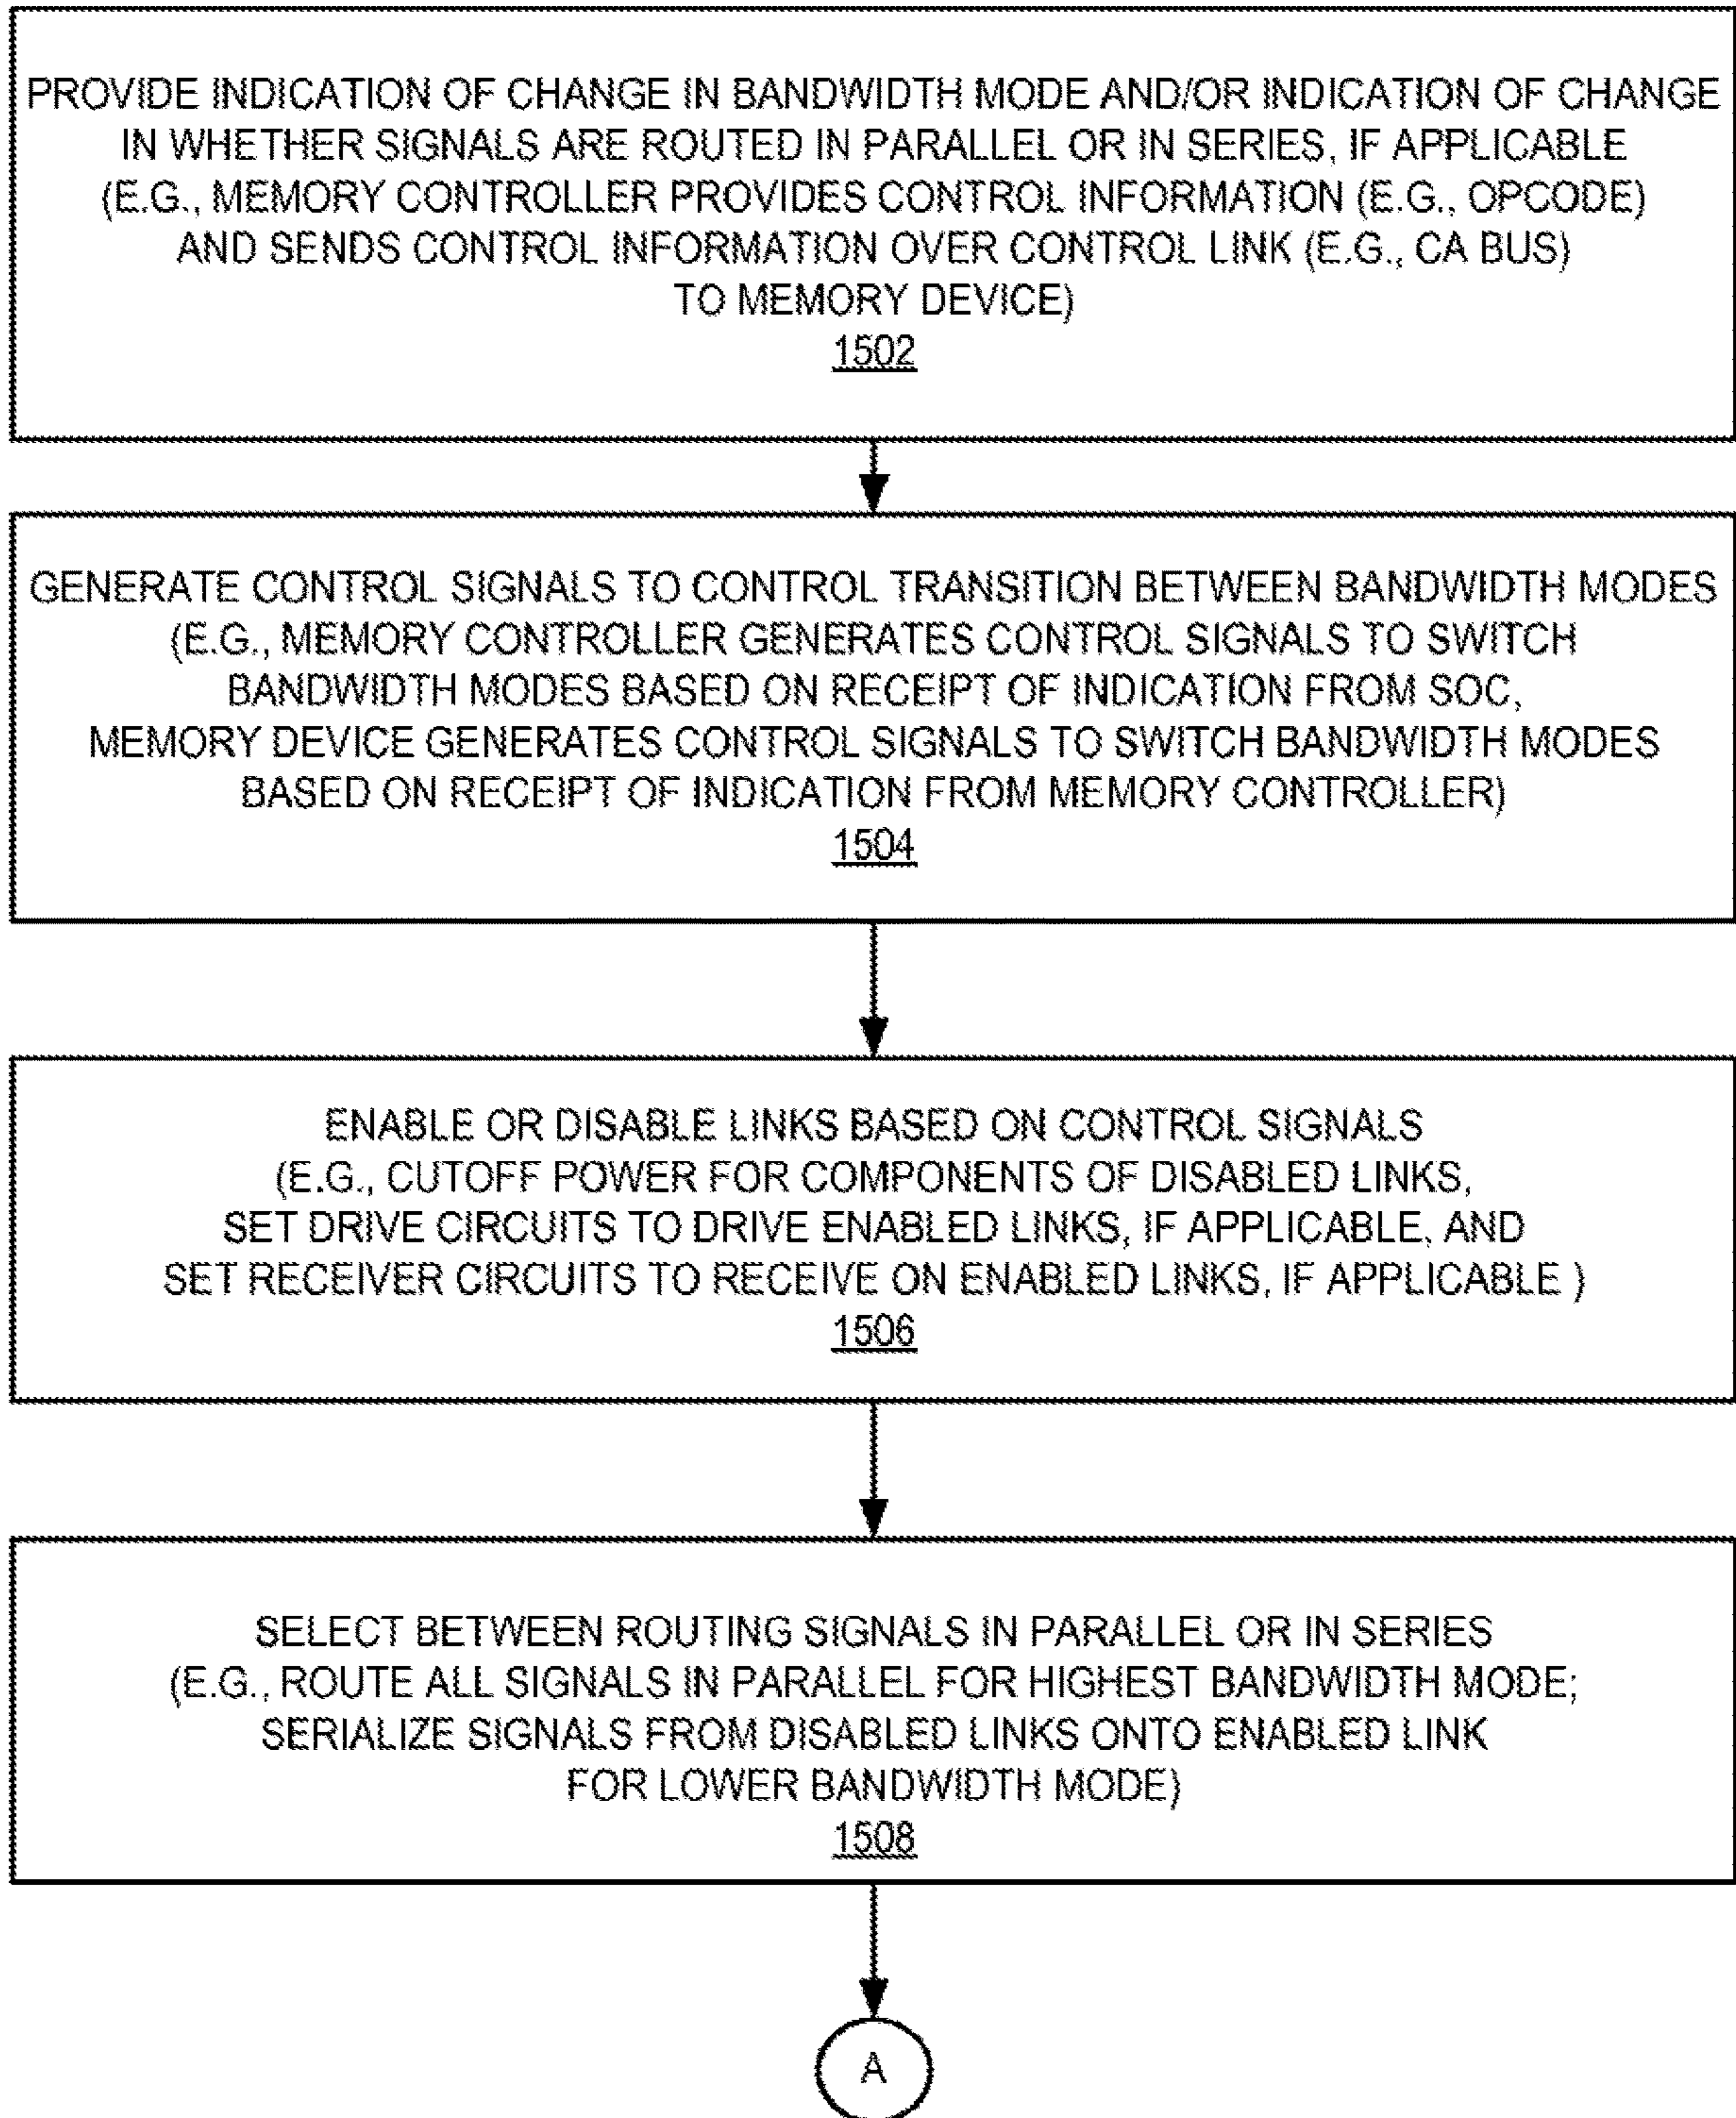 PROVIDE INDICATION OF CHANGE IN BANDWIDTH MODE AND/OR INDICATION OF CHANGE
IN WHETHER SIGNALS ARE ROUTED IN PARALLEL OR IN SERIES, IF APPLICABLE
(E.G., MEMORY CONTROLLER PROVIDES CONTROL INFORMATION (E.G., OPCODE)
AND SENDS CONTROL INFORMATION OVER CONTROL LINK (E.G., CA BUS)
TO MEMORY DEVICE)
1502
GENERATE CONTROL SIGNALS TO CONTROL TRANSITION BETWEEN BANDWIDTH MODES
(E.G., MEMORY CONTROLLER GENERATES CONTROL SIGNALS TO SWITCH
BANDWIDTH MODES BASED ON RECEIPT OF INDICATION FROM SOC,
MEMORY DEVICE GENERATES CONTROL SIGNALS TO SWITCH BANDWIDTH MODES
BASED ON RECEIPT OF INDICATION FROM MEMORY CONTROLLER)
1504
ENABLE OR DISABLE LINKS BASED ON CONTROL SIGNALS
(E.G., CUTOFF POWER FOR COMPONENTS OF DISABLED LINKS,
SET DRIVE CIRCUITS TO DRIVE ENABLED LINKS, IF APPLICABLE, AND
SET RECEIVER CIRCUITS TO RECEIVE ON ENABLED LINKS, IF APPLICABLE )
1506
SELECT BETWEEN ROUTING SIGNALS IN PARALLEL OR IN SERIES
(E.G., ROUTE ALL SIGNALS IN PARALLEL FOR HIGHEST BANDWIDTH MODE;
SERIALIZE SIGNALS FROM DISABLED LINKS ONTO ENABLED LINK
FOR LOWER BANDWIDTH MODE)
1508
A